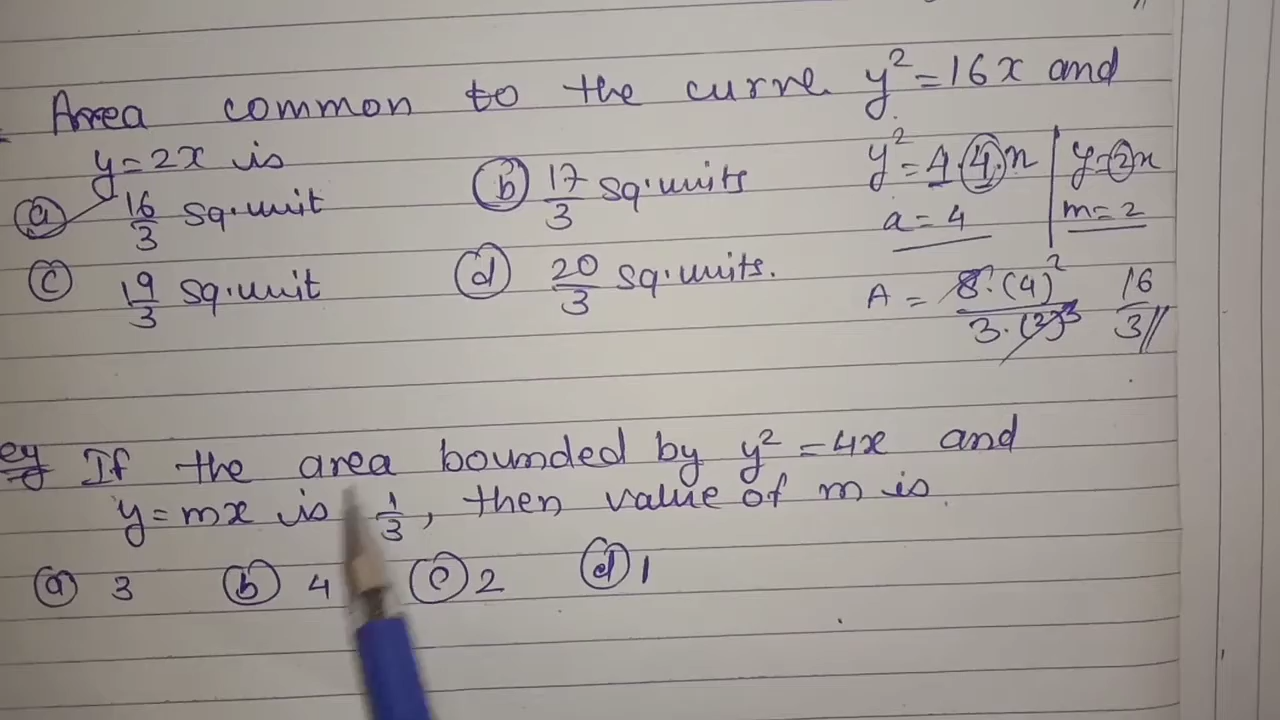 Area common to the curve y² = 16x and
y = 2x is
(a) 16/3 sq. unit (b) 17/3 sq. units
(c) 19/3 sq. unit (d) 20/3 sq. units.
y² = 4.4.x | y = 2x
a = 4 | m = 2
A = 8.(4)² / 3.(2)³ 16/3
eg If the area bounded by y² = 4x and
y = mx is 1/3, then value of m is.
(a) 3 (b) 4 (c) 2 (d) 1